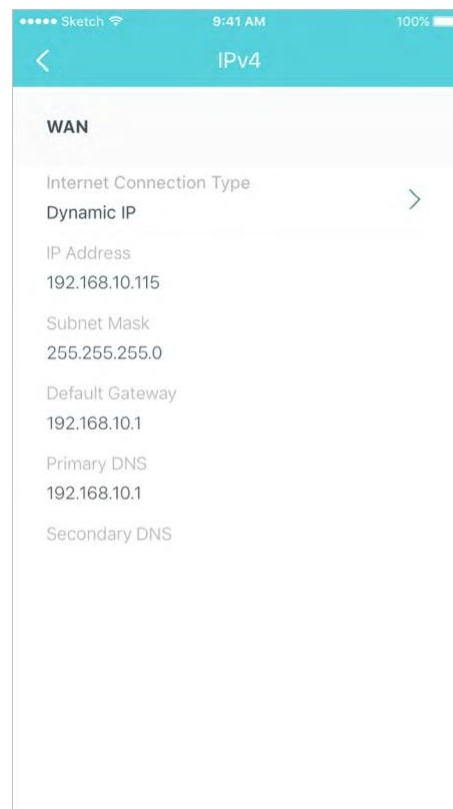 Sketch 9:41 AM 100%
IPv4
WAN
Internet Connection Type
Dynamic IP
IP Address
192.168.10.115
Subnet Mask
255.255.255.0
Default Gateway
192.168.10.1
Primary DNS
192.168.10.1
Secondary DNS